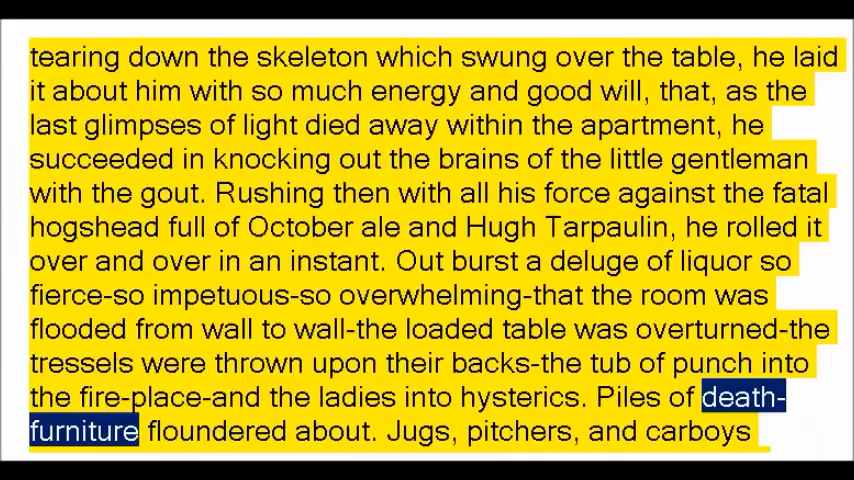 tearing down the skeleton which swung over the table, he laid
it about him with so much energy and good will, that, as the
last glimpses of light died away within the apartment, he
succeeded in knocking out the brains of the little gentleman
with the gout. Rushing then with all his force against the fatal
hogshead full of October ale and Hugh Tarpaulin, he rolled it
over and over in an instant. Out burst a deluge of liquor so
fierce-so impetuous-so overwhelming-that the room was
flooded from wall to wall-the loaded table was overturned-the
tressels were thrown upon their backs-the tub of punch into
the fire-place-and the ladies into hysterics. Piles of death-
furniture floundered about. Jugs, pitchers, and carboys